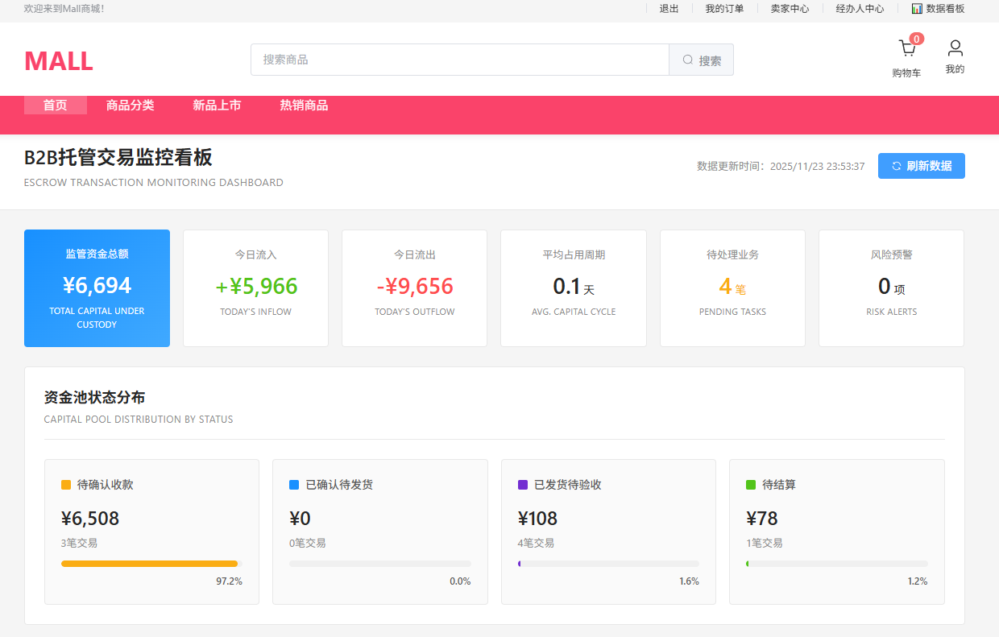 欢迎来到Mall商城!
退出
我的订单
卖家中心
经办人中心
数据看板
MALL
搜索商品
搜索
0
购物车
我的
首页
商品分类
新品上市
热销商品
B2B托管交易监控看板
ESCROW TRANSACTION MONITORING DASHBOARD
数据更新时间: 2025/11/23 23:53:37
刷新数据
监管资金总额
¥6,694
TOTAL CAPITAL UNDER
CUSTODY
今日流入
+¥5,966
TODAY'S INFLOW
今日流出
-¥9,656
TODAY'S OUTFLOW
平均占用周期
0.1 天
AVG. CAPITAL CYCLE
待处理业务
4 笔
PENDING TASKS
风险预警
0 项
RISK ALERTS
资金池状态分布
CAPITAL POOL DISTRIBUTION BY STATUS
待确认收款
¥6,508
3笔交易
97.2%
已确认待发货
¥0
0笔交易
0.0%
已发货待验收
¥108
4笔交易
1.6%
待结算
¥78
1笔交易
1.2%